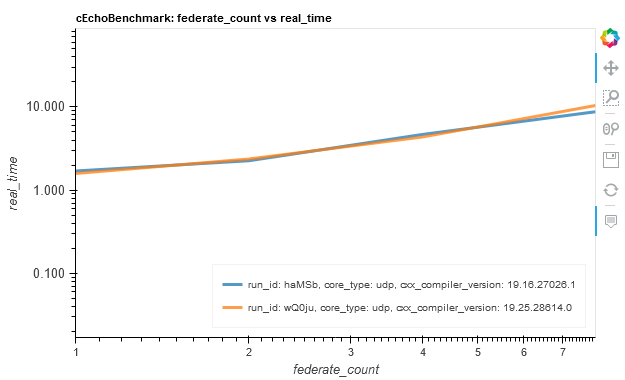 cEchoBenchmark: federate_count vs real_time
10.000
1.000
0.100
real_time
run_id: haMSb, core_type: udp, cxx_compiler_version: 19.16.27026.1
run_id: wQ0ju, core_type: udp, cxx_compiler_version: 19.25.28614.0
1 2 3 4 5 6 7
federate_count